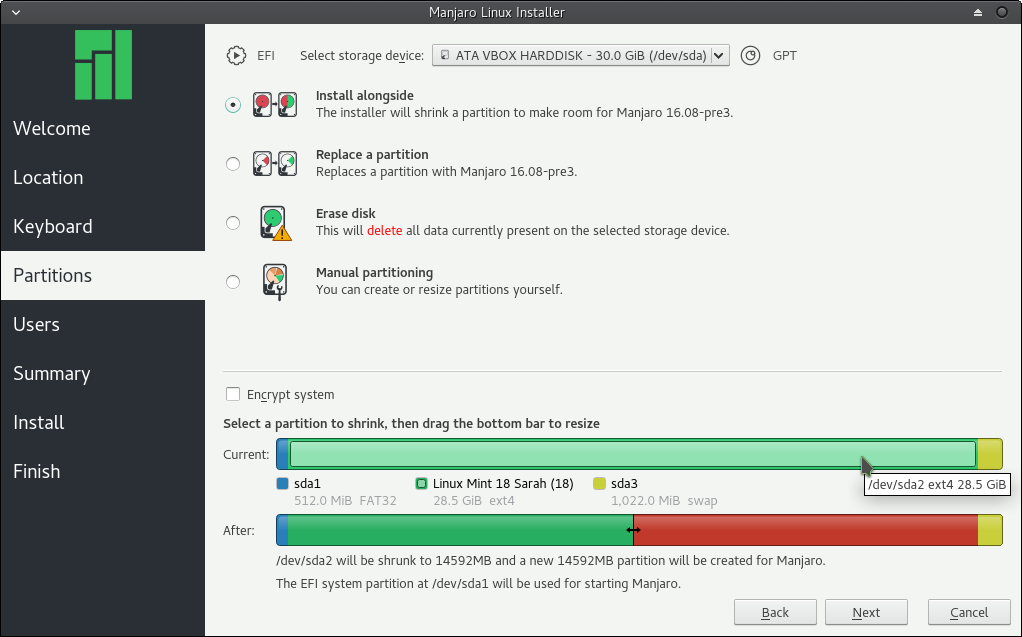 Manjaro Linux Installer
Welcome
Location
Keyboard
Partitions
Users
Summary
Install
Finish
EFI Select storage device: ATA VBOX HARDDISK - 30.0 GiB (/dev/sda) GPT
Install alongside
The installer will shrink a partition to make room for Manjaro 16.08-pre3.
Replace a partition
Replaces a partition with Manjaro 16.08-pre3.
Erase disk
This will delete all data currently present on the selected storage device.
Manual partitioning
You can create or resize partitions yourself.
Encrypt system
Select a partition to shrink, then drag the bottom bar to resize
Current:
/dev/sda2 ext4 28.5 GiB
sda1 Linux Mint 18 Sarah (18) sda3
512.0 MiB FAT32 28.5 GiB ext4 1,022.0 MiB swap
After:
/dev/sda2 will be shrunk to 14592MB and a new 14592MB partition will be created for Manjaro.
The EFI system partition at /dev/sda1 will be used for starting Manjaro.
Back Next Cancel